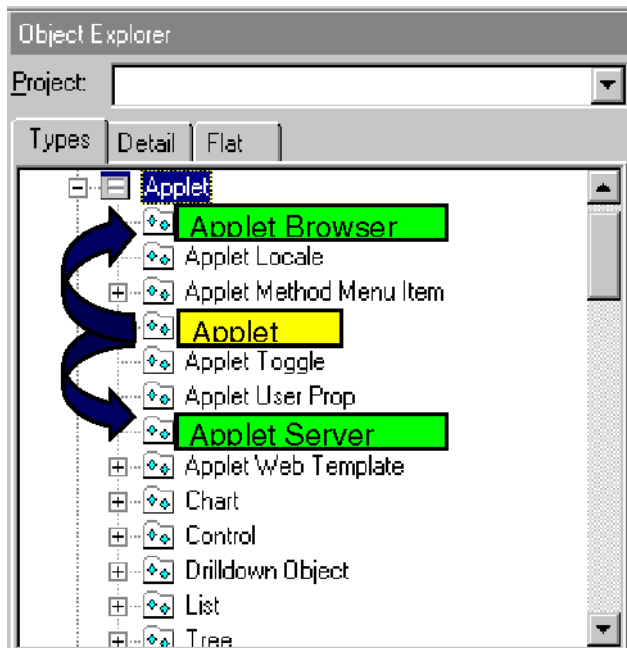 Object Explorer
Project:
Types Detail Flat
Applet
Applet Browser
Applet Locale
Applet Method Menu Item
Applet
Applet Toggle
Applet User Prop
Applet Server
Applet Web Template
Chart
Control
Drilldown Object
List
Tree